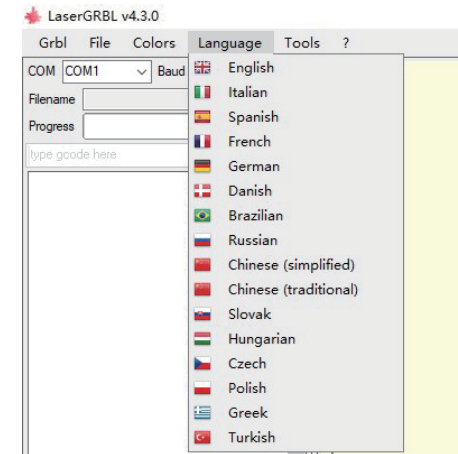 LaserGRBL v4.3.0
Grbl File Colors Language Tools ?
COM COM1 Baud
Filename
Progress
type gcode here
English
Italian
Spanish
French
German
Danish
Brazilian
Russian
Chinese (simplified)
Chinese (traditional)
Slovak
Hungarian
Czech
Polish
Greek
Turkish